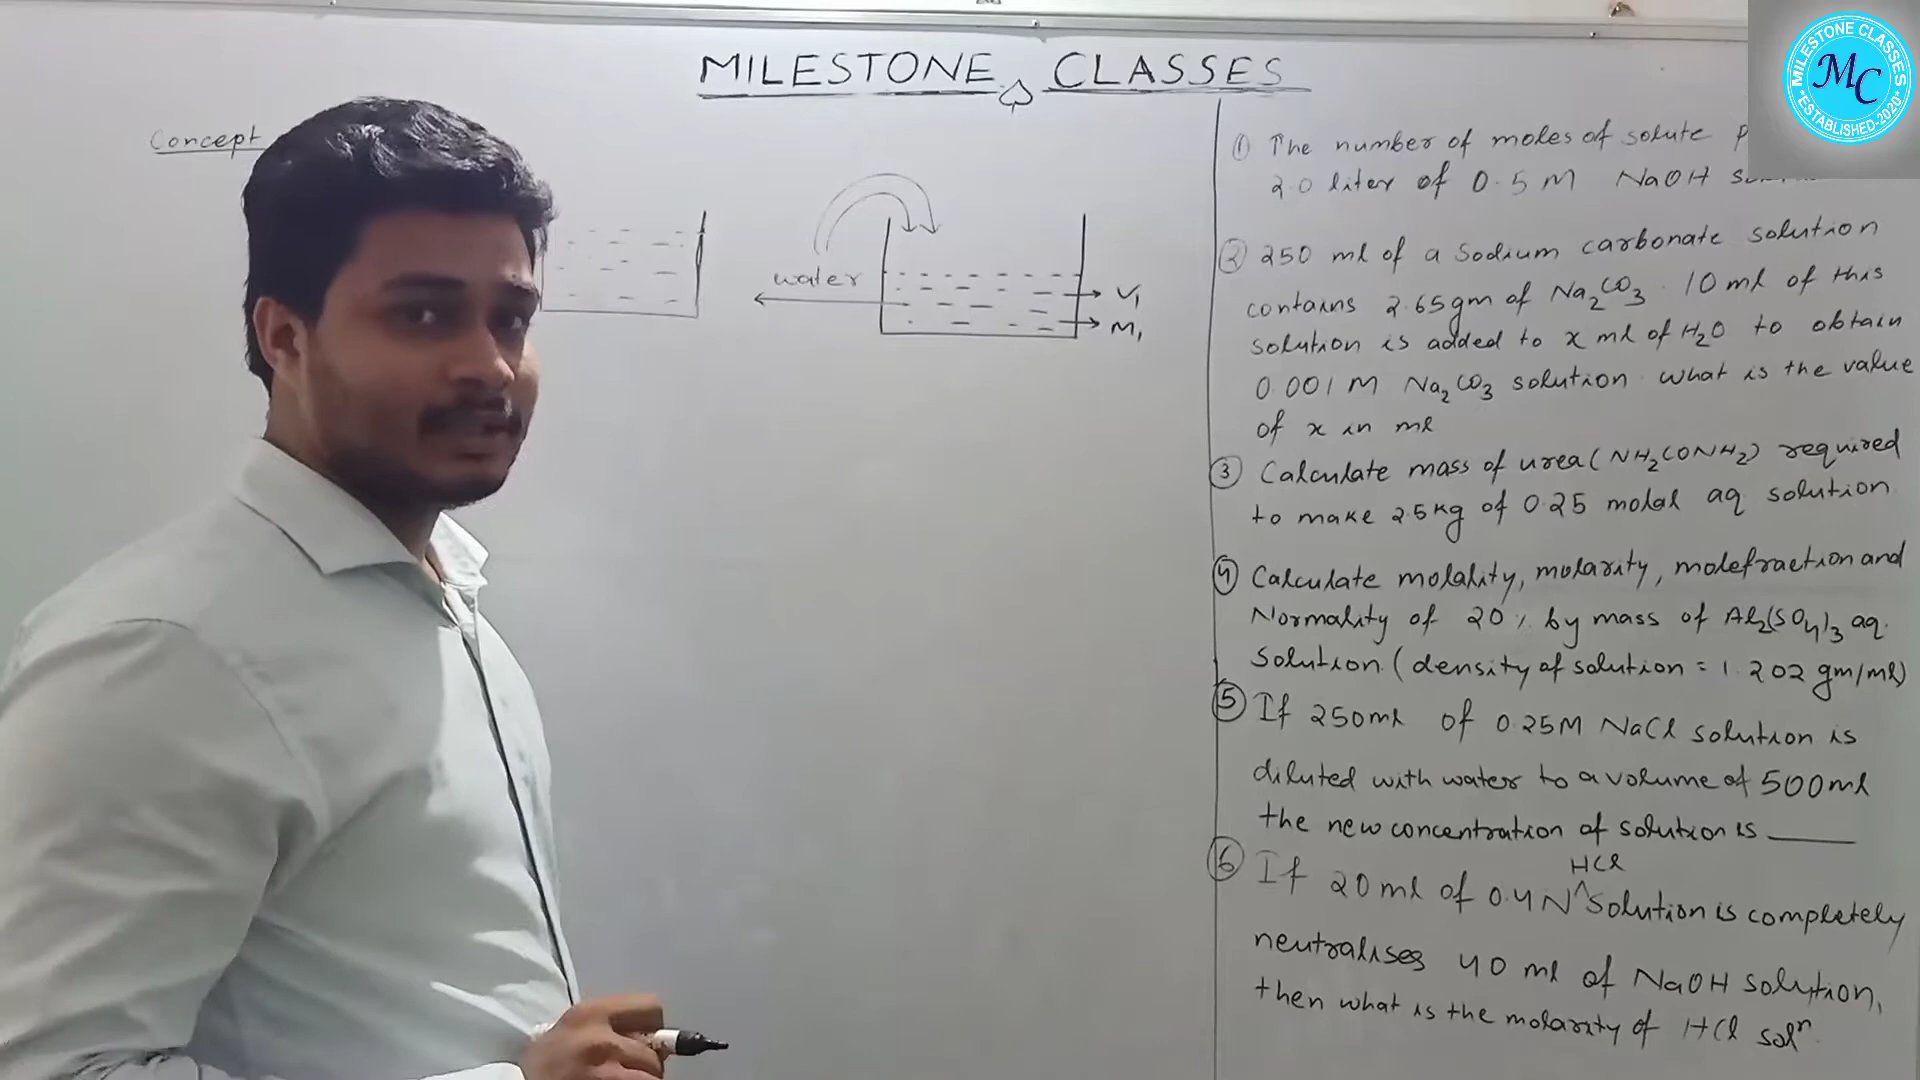 MILESTONE CLASSES
MILESTONE CLASSES
MC
ESTABLISHED-2020
Concept
water
V₁
M₁
① The number of moles of solute
2.0 liter of 0.5 M NaOH
② 250 ml of a Sodium carbonate solution
contains 2.65gm of Na₂CO₃. 10 ml of this
solution is added to x ml of H₂O to obtain
0.001 M Na₂CO₃ solution. what is the value
of x in ml
③ Calculate mass of urea (NH₂CONH₂) required
to make 2.5 kg of 0.25 molal aq solution
④ Calculate molality, molarity, molefraction and
Normality of 20% by mass of Al₂(SO₄)₃ aq.
Solution. (density of solution = 1.202 gm/ml)
⑤ If 250ml of 0.25M NaCl solution is
diluted with water to a volume of 500ml
the new concentration of solution is ____
⑥ If 20 ml of 0.4 N HCl solution is completely
neutralises 40 ml of NaOH solution,
then what is the molarity of HCl solⁿ.